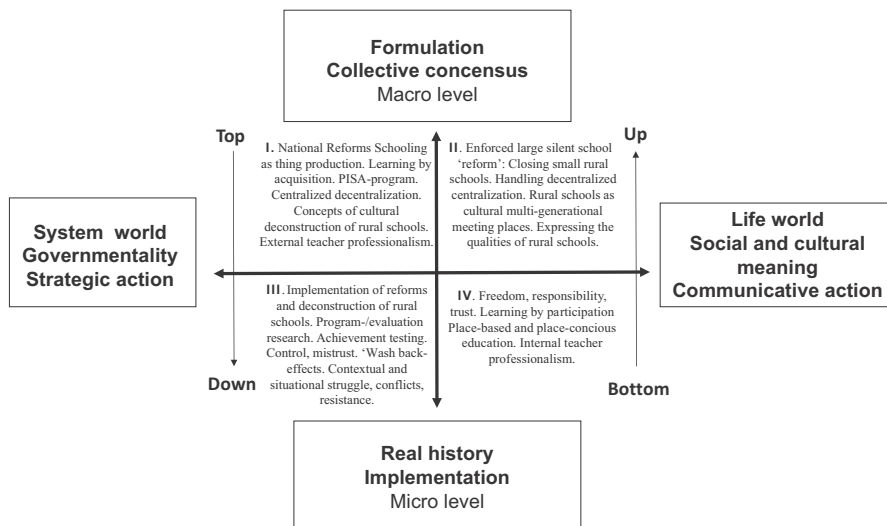 Formulation
Collective concensus
Macro level
Top
Up
I. National Reforms Schooling
as thing production. Learning by
acquisition. PISA-program.
Centralized decentralization.
Concepts of cultural
deconstruction of rural schools.
External teacher professionalism.
II. Enforced large silent school
‘reform’: Closing small rural
schools. Handling decentralized
centralization. Rural schools as
cultural multi-generational
meeting places. Expressing the
qualities of rural schools.
System world
Governmentality
Strategic action
Life world
Social and cultural
meaning
Communicative action
III. Implementation of reforms
and deconstruction of rural
schools. Program-/evaluation
research. Achievement testing.
Control, mistrust. ‘Wash back-
effects. Contextual and
situational struggle, conflicts,
resistance.
IV. Freedom, responsibility,
trust. Learning by participation
Place-based and place-concious
education. Internal teacher
professionalism.
Down
Bottom
Real history
Implementation
Micro level